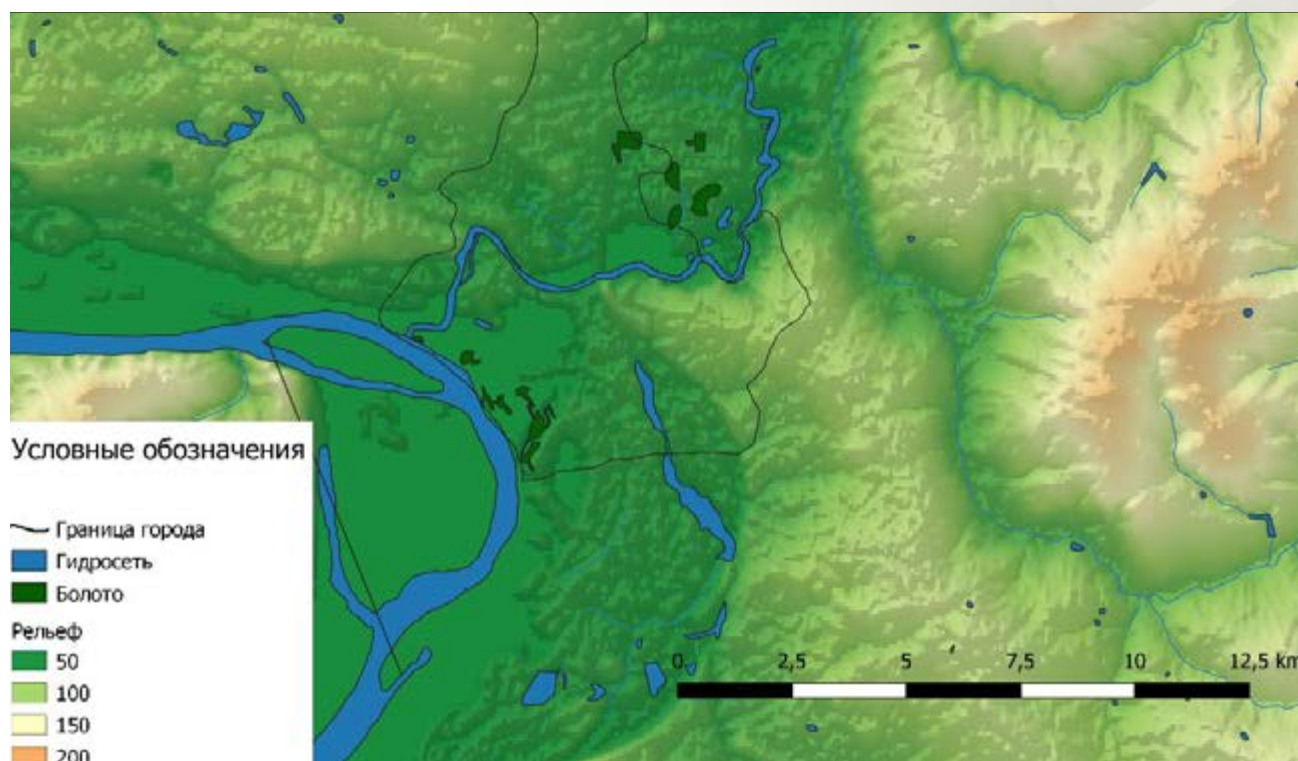 Условные обозначения
Граница города
Гидросеть
Болото
Рельеф
50
100
150
200
0 2,5 5 7,5 10 12,5 km